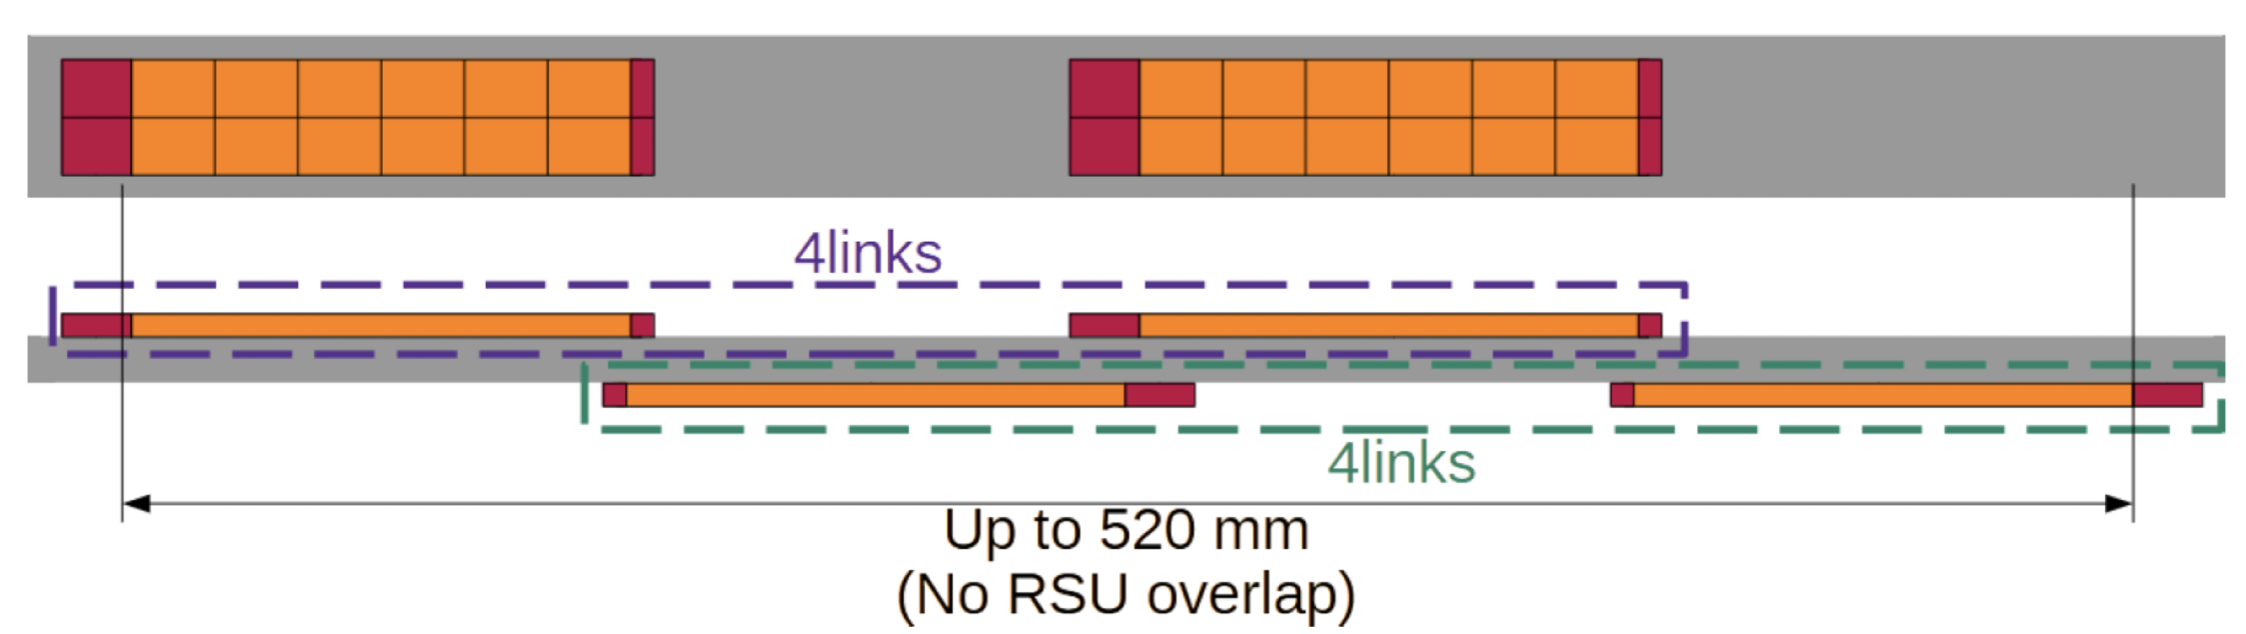 4links
4links
Up to 520 mm
(No RSU overlap)